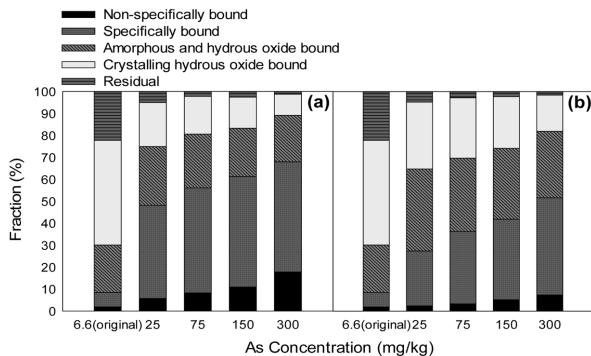 Non-specifically bound
Specifically bound
Amorphous and hydrous oxide bound
Crystalling hydrous oxide bound
Residual
(a)
(b)
Fraction (%)
100
90
80
70
60
50
40
30
20
10
0
6.6(original) 25 75 150 300 6.6(original) 25 75 150 300
As Concentration (mg/kg)